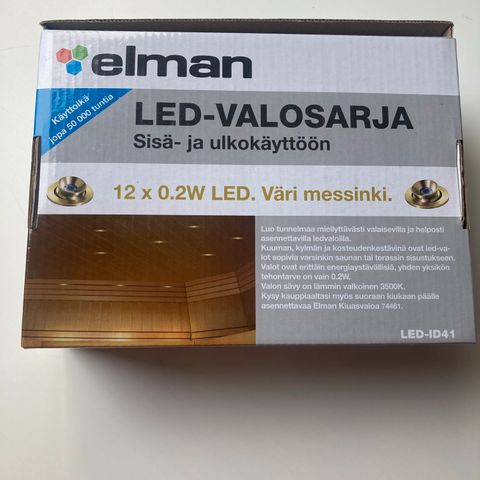 elman
Käyttöikä
jopa 50 000 tuntia
LED-VALOSARJA
Sisä- ja ulkokäyttöön
12 x 0.2W LED. Väri messinki.
Luo tunnelmaa miellyttävästi valaisevilla ja helposti
asennettavilla ledvaloilla.
Kuuman, kylmän ja kosteudenkestävinä ovat led-va-
lot sopivia varsinkin saunan tai terassin sisustukseen.
Valot ovat erittäin energiaystävällisiä, yhden yksikön
tehontarve on vain 0.2W.
Valon sävy on lämmin valkoinen 3500K.
Kysy kauppiaaltasi myös suoraan kiukaan päälle
asennettavaa Elman Kiuasvaloa 74461.
LED-ID41